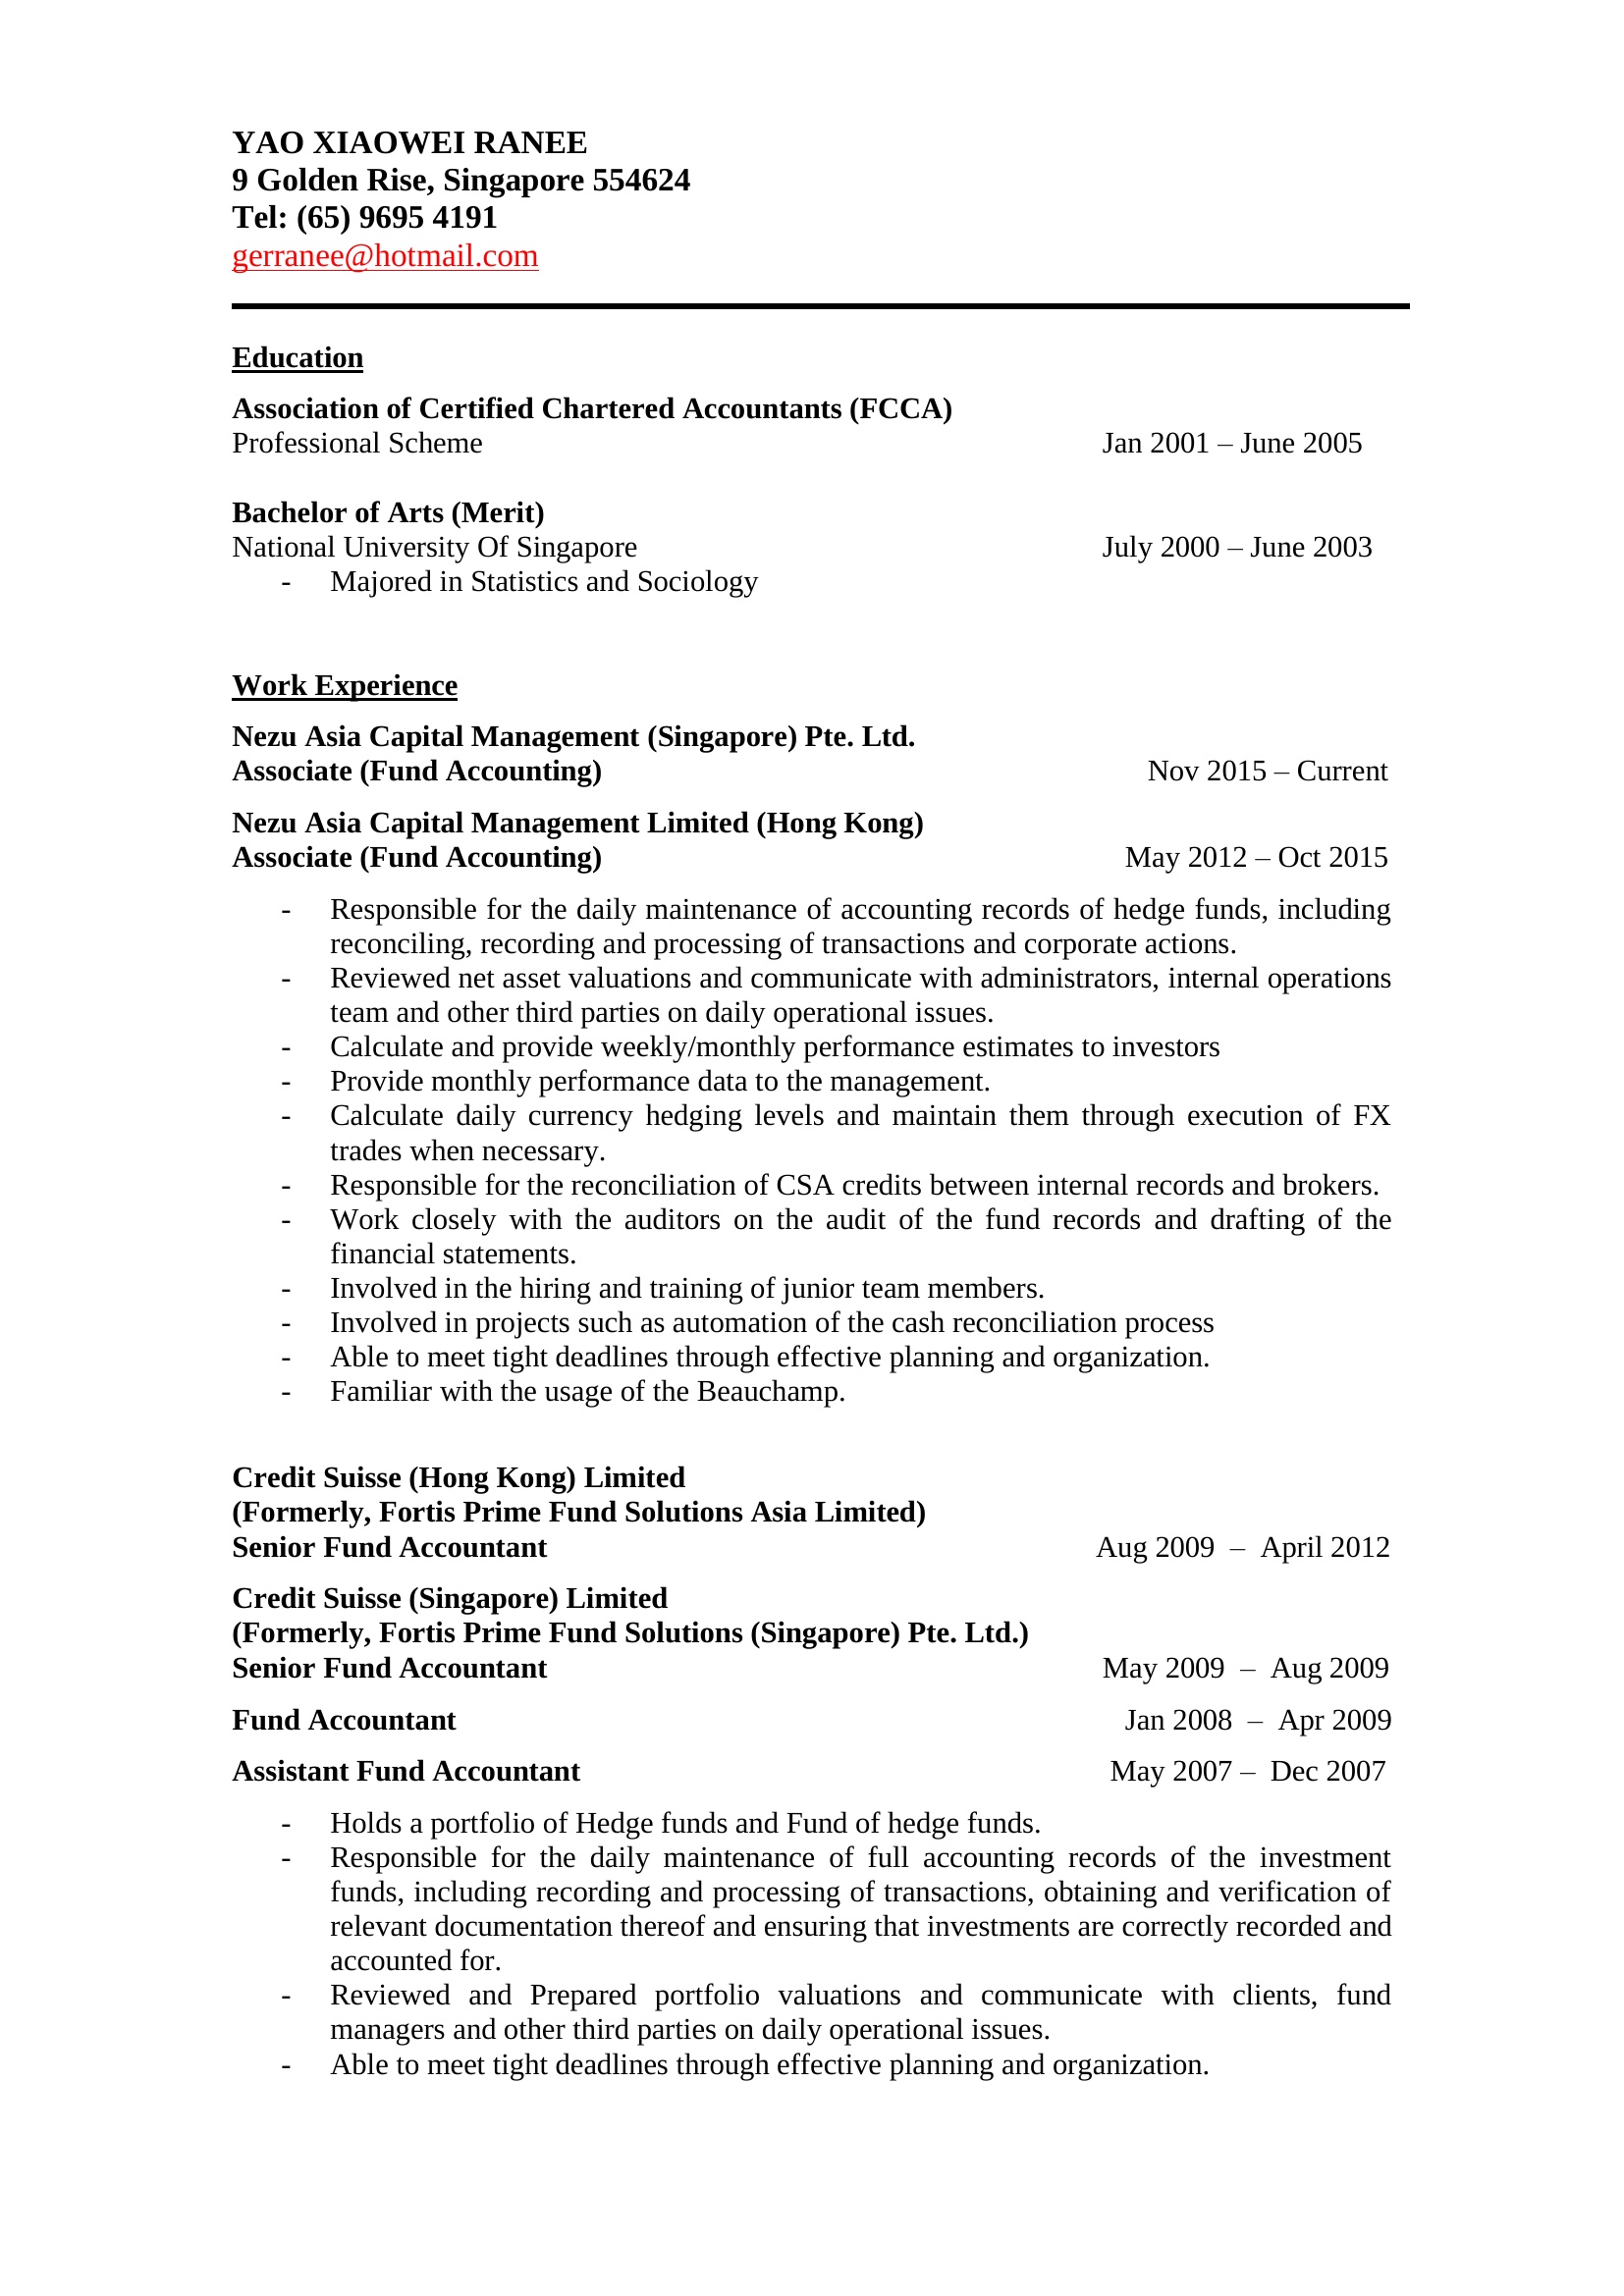 YAO XIAOWEI RANEE
9 Golden Rise, Singapore 554624
Tel: (65) 9695 4191
gerranee@hotmail.com
Education
Association of Certified Chartered Accountants (FCCA)
Professional Scheme Jan 2001 – June 2005
Bachelor of Arts (Merit)
National University Of Singapore July 2000 – June 2003
- Majored in Statistics and Sociology
Work Experience
Nezu Asia Capital Management (Singapore) Pte. Ltd.
Associate (Fund Accounting) Nov 2015 – Current
Nezu Asia Capital Management Limited (Hong Kong)
Associate (Fund Accounting) May 2012 – Oct 2015
- Responsible for the daily maintenance of accounting records of hedge funds, including
reconciling, recording and processing of transactions and corporate actions.
- Reviewed net asset valuations and communicate with administrators, internal operations
team and other third parties on daily operational issues.
- Calculate and provide weekly/monthly performance estimates to investors
- Provide monthly performance data to the management.
- Calculate daily currency hedging levels and maintain them through execution of FX
trades when necessary.
- Responsible for the reconciliation of CSA credits between internal records and brokers.
- Work closely with the auditors on the audit of the fund records and drafting of the
financial statements.
- Involved in the hiring and training of junior team members.
- Involved in projects such as automation of the cash reconciliation process
- Able to meet tight deadlines through effective planning and organization.
- Familiar with the usage of the Beauchamp.
Credit Suisse (Hong Kong) Limited
(Formerly, Fortis Prime Fund Solutions Asia Limited)
Senior Fund Accountant Aug 2009 – April 2012
Credit Suisse (Singapore) Limited
(Formerly, Fortis Prime Fund Solutions (Singapore) Pte. Ltd.)
Senior Fund Accountant May 2009 – Aug 2009
Fund Accountant Jan 2008 – Apr 2009
Assistant Fund Accountant May 2007 – Dec 2007
- Holds a portfolio of Hedge funds and Fund of hedge funds.
- Responsible for the daily maintenance of full accounting records of the investment
funds, including recording and processing of transactions, obtaining and verification of
relevant documentation thereof and ensuring that investments are correctly recorded and
accounted for.
- Reviewed and Prepared portfolio valuations and communicate with clients, fund
managers and other third parties on daily operational issues.
- Able to meet tight deadlines through effective planning and organization.